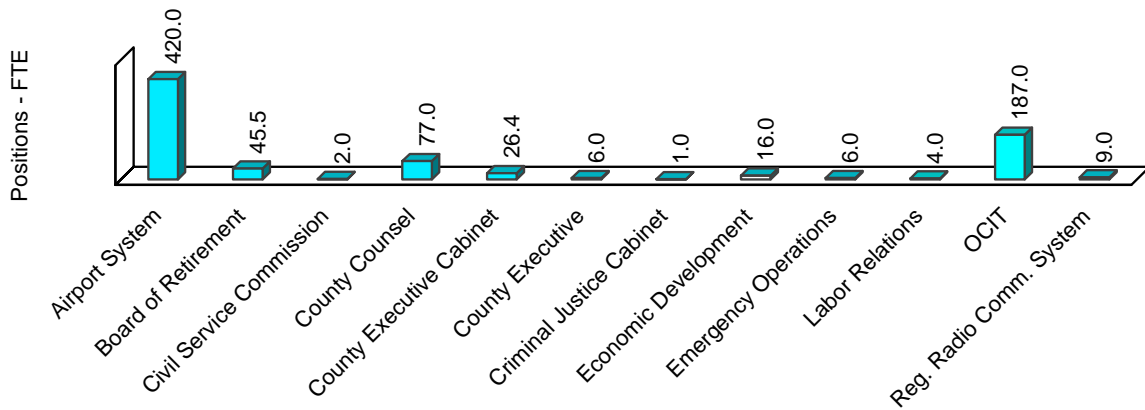 Positions - FTE
420.0
45.5
2.0
77.0
26.4
6.0
1.0
16.0
6.0
4.0
187.0
9.0
Airport System
Board of Retirement
Civil Service Commission
County Counsel
County Executive Cabinet
County Executive
Criminal Justice Cabinet
Economic Development
Emergency Operations
Labor Relations
OCIT
Reg. Radio Comm. System